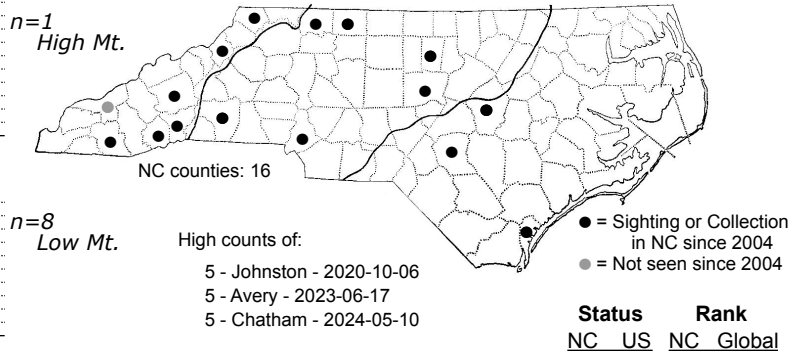 n=1
High Mt.
NC counties: 16
n=8
Low Mt.
High counts of:
5 - Johnston - 2020-10-06
5 - Avery - 2023-06-17
5 - Chatham - 2024-05-10
= Sighting or Collection
in NC since 2004
= Not seen since 2004
Status Rank
NC US NC Global